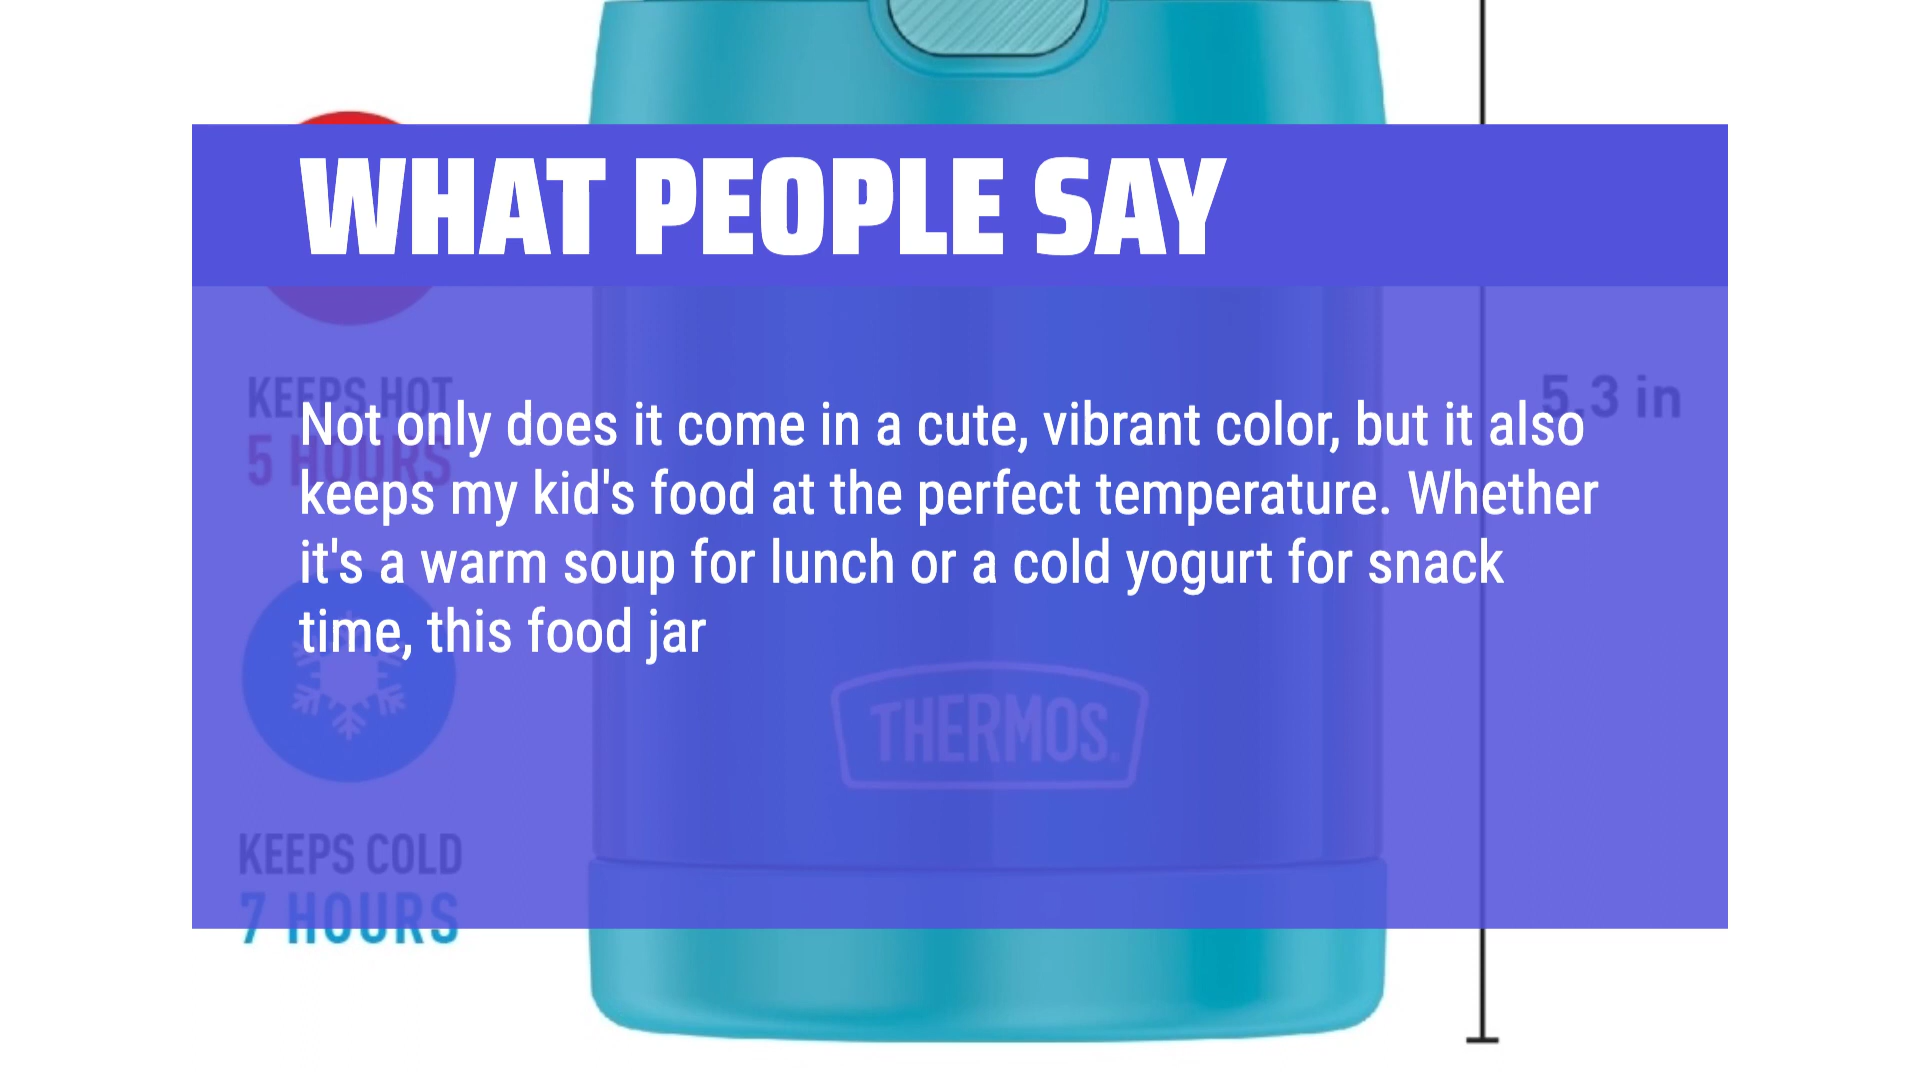 WHAT PEOPLE SAY
KEEPS HOT
5 HOURS
5.3 in
Not only does it come in a cute, vibrant color, but it also
keeps my kid's food at the perfect temperature. Whether
it's a warm soup for lunch or a cold yogurt for snack
time, this food jar
THERMOS
KEEPS COLD
7 HOURS